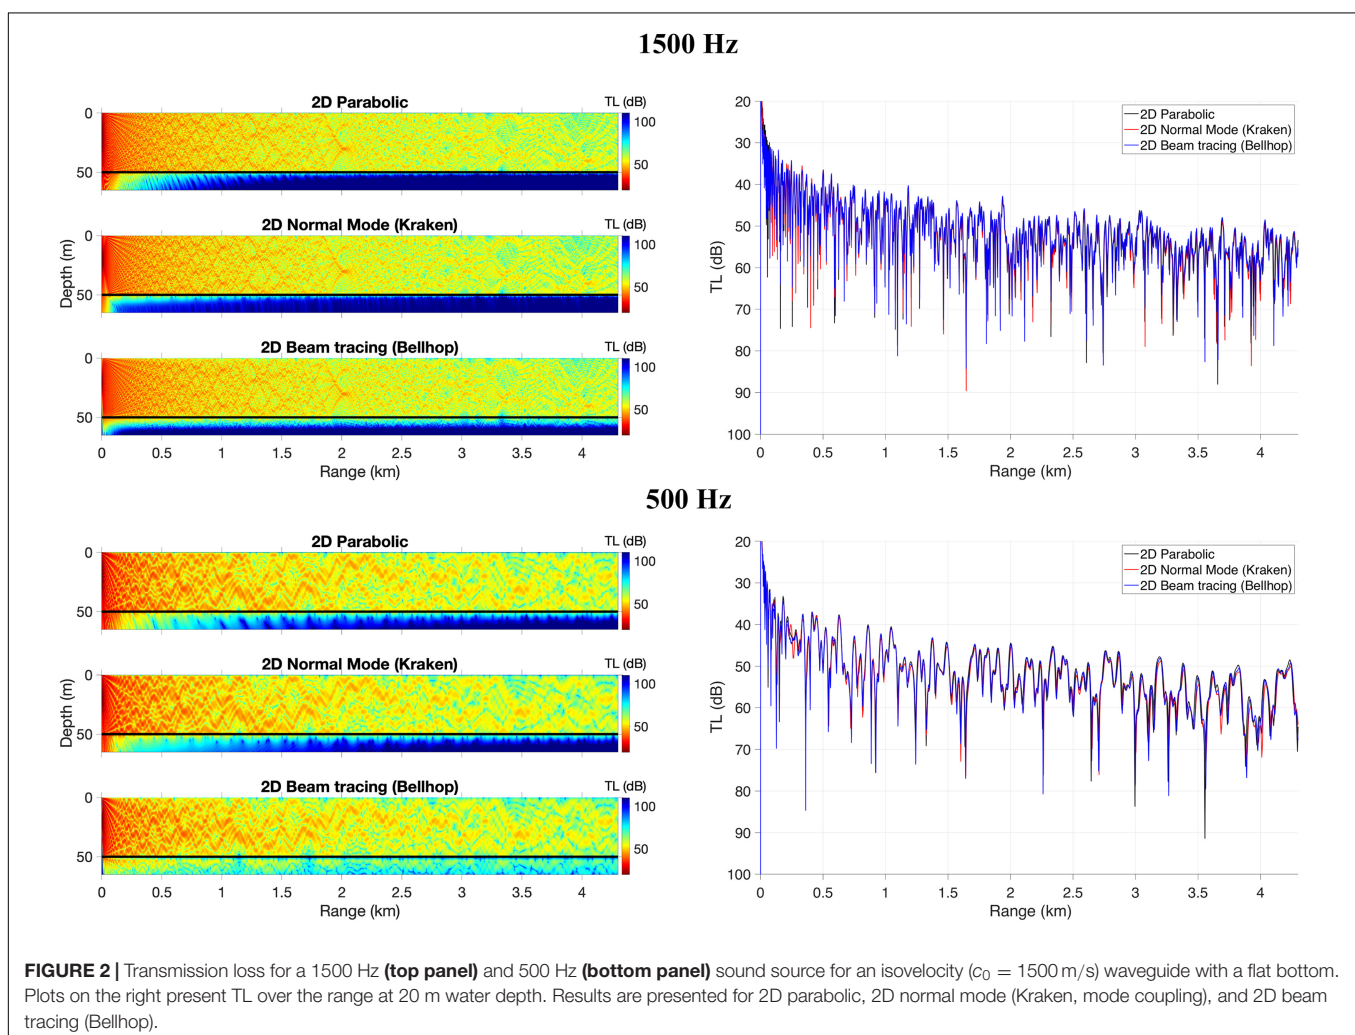 1500 Hz
2D Parabolic
TL (dB)
0
50
100
50
2D Normal Mode (Kraken)
TL (dB)
0
50
100
50
Depth (m)
2D Beam tracing (Bellhop)
TL (dB)
0
50
100
50
0 0.5 1 1.5 2 2.5 3 3.5 4
Range (km)
20
30
40
50
60
70
80
90
100
TL (dB)
2D Parabolic
2D Normal Mode (Kraken)
2D Beam tracing (Bellhop)
0 0.5 1 1.5 2 2.5 3 3.5 4
Range (km)
500 Hz
2D Parabolic
TL (dB)
0
50
100
50
2D Normal Mode (Kraken)
TL (dB)
0
50
100
50
Depth (m)
2D Beam tracing (Bellhop)
TL (dB)
0
50
100
50
0 0.5 1 1.5 2 2.5 3 3.5 4
Range (km)
20
30
40
50
60
70
80
90
100
TL (dB)
2D Parabolic
2D Normal Mode (Kraken)
2D Beam tracing (Bellhop)
0 0.5 1 1.5 2 2.5 3 3.5 4
Range (km)
FIGURE 2 | Transmission loss for a 1500 Hz (top panel) and 500 Hz (bottom panel) sound source for an isovelocity (c₀ = 1500 m/s) waveguide with a flat bottom.
Plots on the right present TL over the range at 20 m water depth. Results are presented for 2D parabolic, 2D normal mode (Kraken, mode coupling), and 2D beam
tracing (Bellhop).